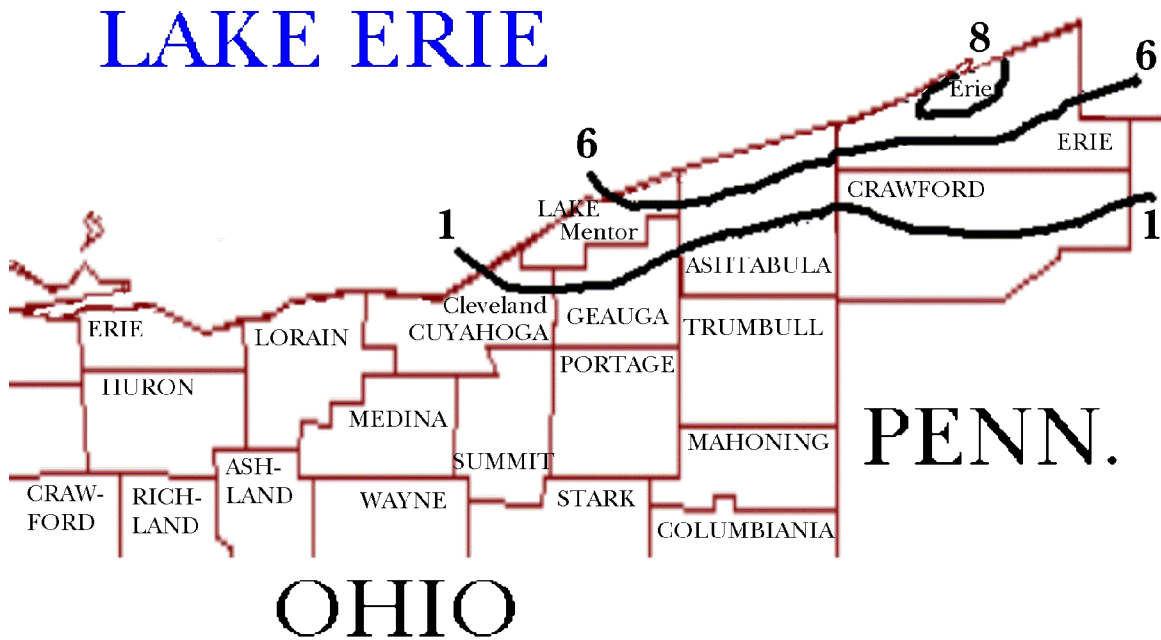 LAKE ERIE
8
6
Erie
ERIE
6
CRAWFORD
LAKE
1
Mentor
1
ASHTABULA
Cleveland
GEAUGA
ERIE
LORAIN
CUYAHOGA
TRUMBULL
PORTAGE
HURON
MEDINA
PENN.
MAHONING
SUMMIT
ASH-
LAND
CRAW-
FORD
RICH-
LAND
WAYNE
STARK
COLUMBIANIA
OHIO